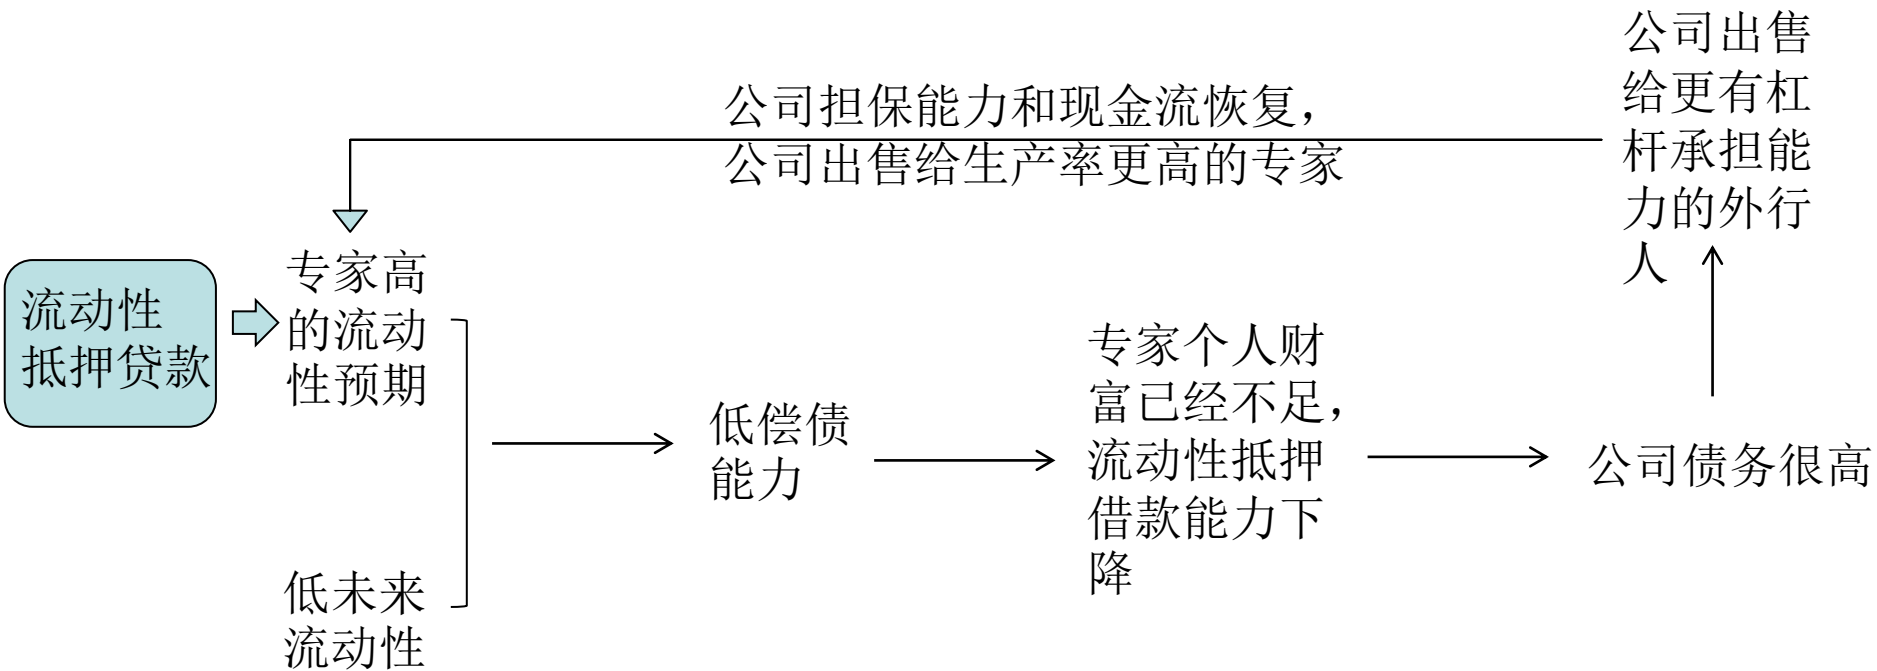 公司出售
给更有杠
杆承担能
力的外行
人
公司担保能力和现金流恢复，
公司出售给生产率更高的专家
流动性
抵押贷款
专家高
的流动
性预期
低未来
流动性
低偿债
能力
专家个人财
富已经不足，
流动性抵押
借款能力下
降
公司债务很高